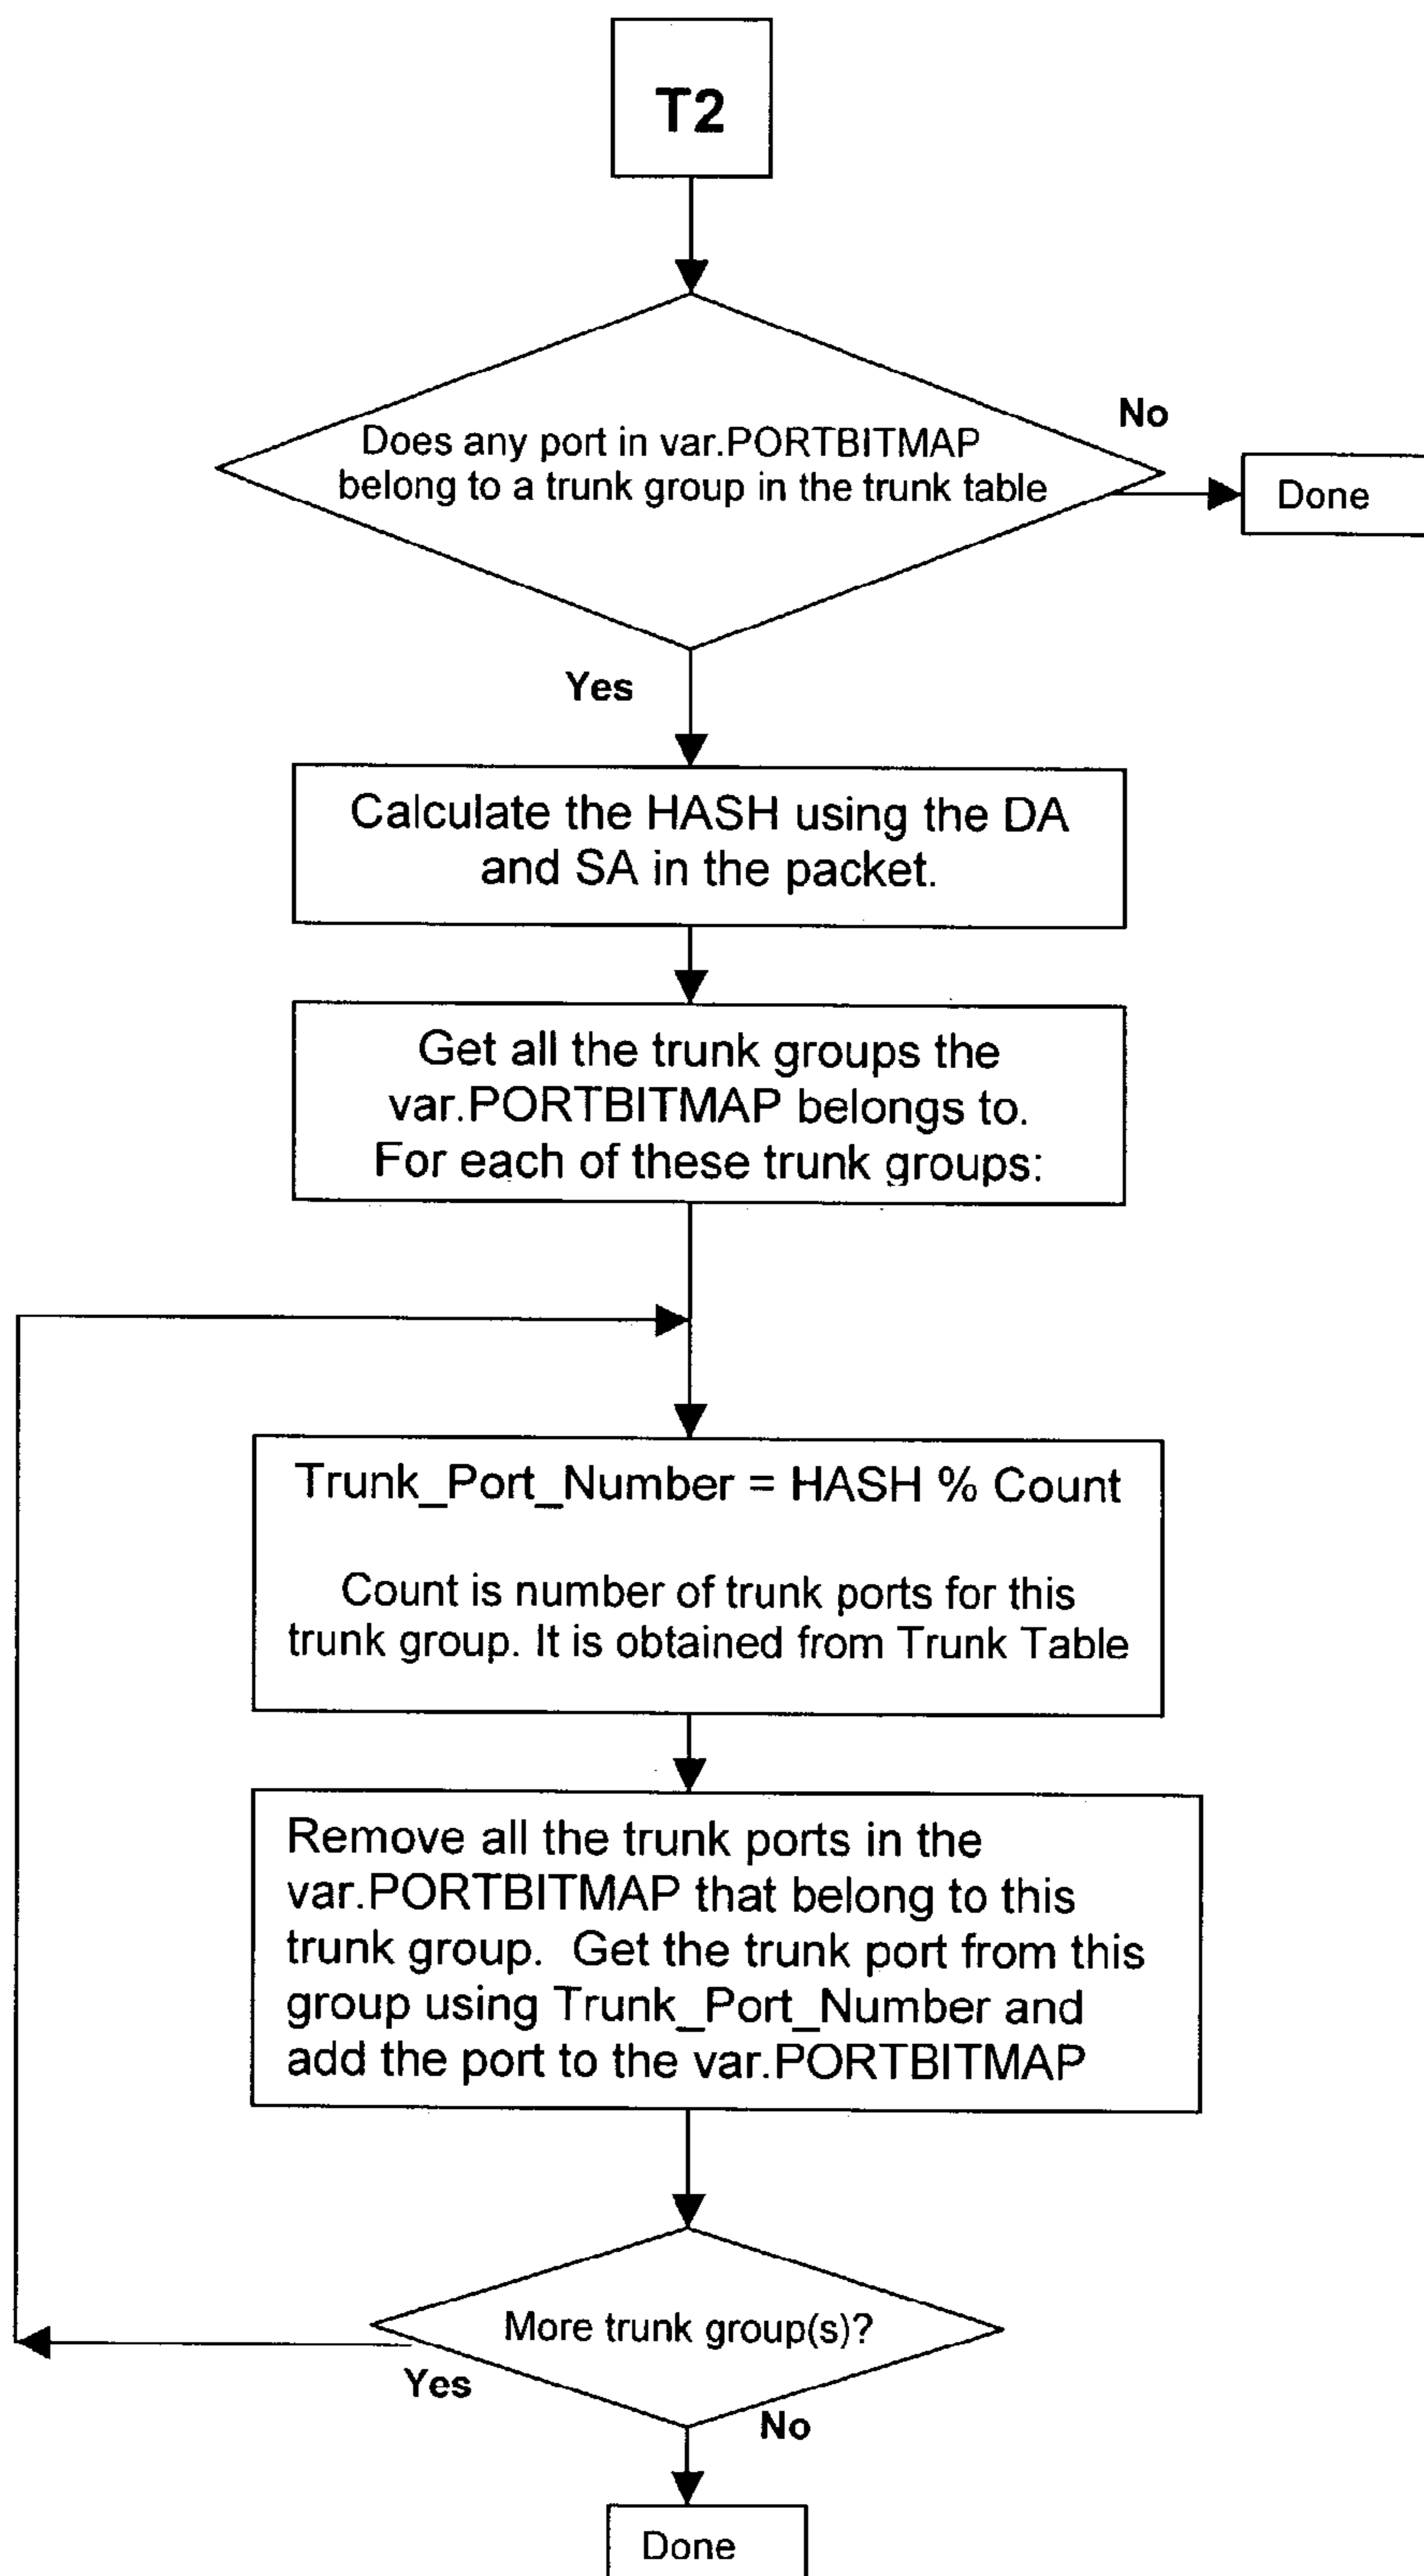 T2
Does any port in var.PORTBITMAP
belong to a trunk group in the trunk table
No
Done
Yes
Calculate the HASH using the DA
and SA in the packet.
Get all the trunk groups the
var.PORTBITMAP belongs to.
For each of these trunk groups:
Trunk_Port_Number = HASH % Count
Count is number of trunk ports for this
trunk group. It is obtained from Trunk Table
Remove all the trunk ports in the
var.PORTBITMAP that belong to this
trunk group. Get the trunk port from this
group using Trunk_Port_Number and
add the port to the var.PORTBITMAP
More trunk group(s)?
Yes
No
Done